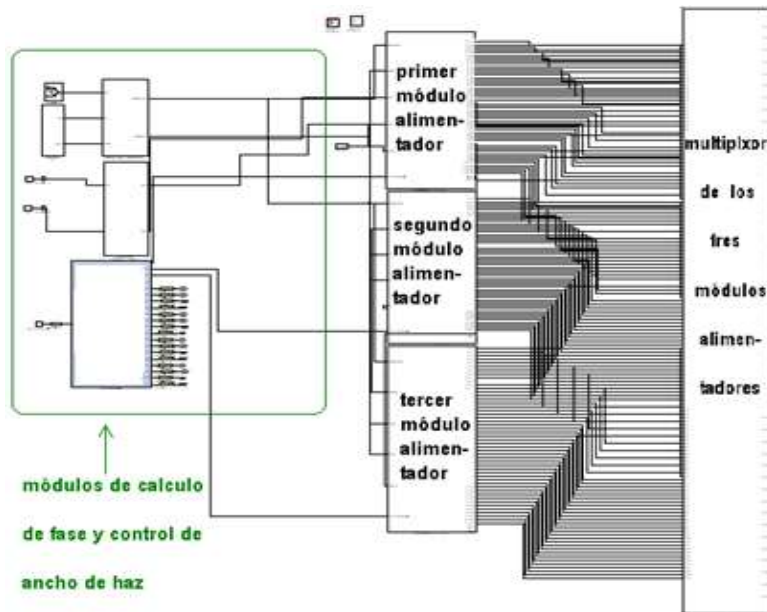 primer
módulo
alimen-
tador
segundo
módulo
alimen-
tador
tercer
módulo
alimen-
tador
multiplxor
de los
fres
módulos
alimen-
tadores
módulos de calculo
de fase y control de
ancho de haz